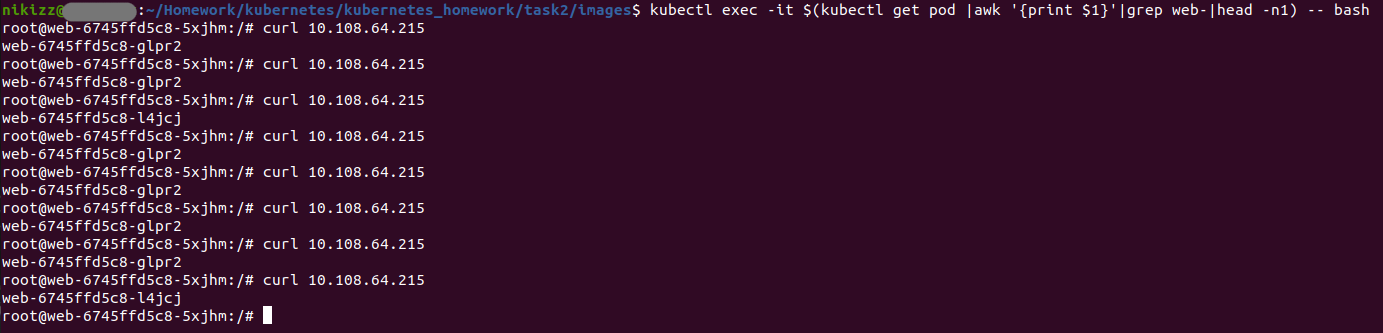 nikizz@ :~/Homework/kubernetes/kubernetes_homework/task2/images$ kubectl exec -it $(kubectl get pod |awk '{print $1}'|grep web-|head -n1) -- bash
root@web-6745ffd5c8-5xjhm:/# curl 10.108.64.215
web-6745ffd5c8-glpr2
root@web-6745ffd5c8-5xjhm:/# curl 10.108.64.215
web-6745ffd5c8-glpr2
root@web-6745ffd5c8-5xjhm:/# curl 10.108.64.215
web-6745ffd5c8-l4jcj
root@web-6745ffd5c8-5xjhm:/# curl 10.108.64.215
web-6745ffd5c8-glpr2
root@web-6745ffd5c8-5xjhm:/# curl 10.108.64.215
web-6745ffd5c8-glpr2
root@web-6745ffd5c8-5xjhm:/# curl 10.108.64.215
web-6745ffd5c8-glpr2
root@web-6745ffd5c8-5xjhm:/# curl 10.108.64.215
web-6745ffd5c8-glpr2
root@web-6745ffd5c8-5xjhm:/# curl 10.108.64.215
web-6745ffd5c8-l4jcj
root@web-6745ffd5c8-5xjhm:/#